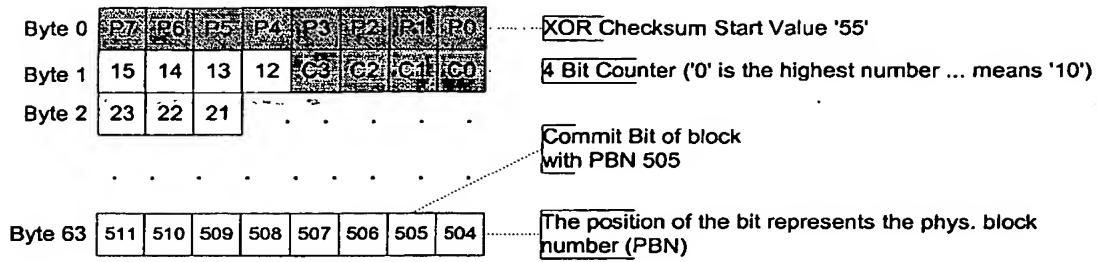 Byte 0 P7 P6 P5 P4 P3 P2 P1 P0 XOR Checksum Start Value '55'
Byte 1 15 14 13 12 C3 C2 C1 C0 4 Bit Counter ('0' is the highest number ... means '10')
Byte 2 23 22 21 . . . . .
Commit Bit of block
with PBN 505
. . . . . . . . . .
Byte 63 511 510 509 508 507 506 505 504 The position of the bit represents the phys. block
number (PBN)